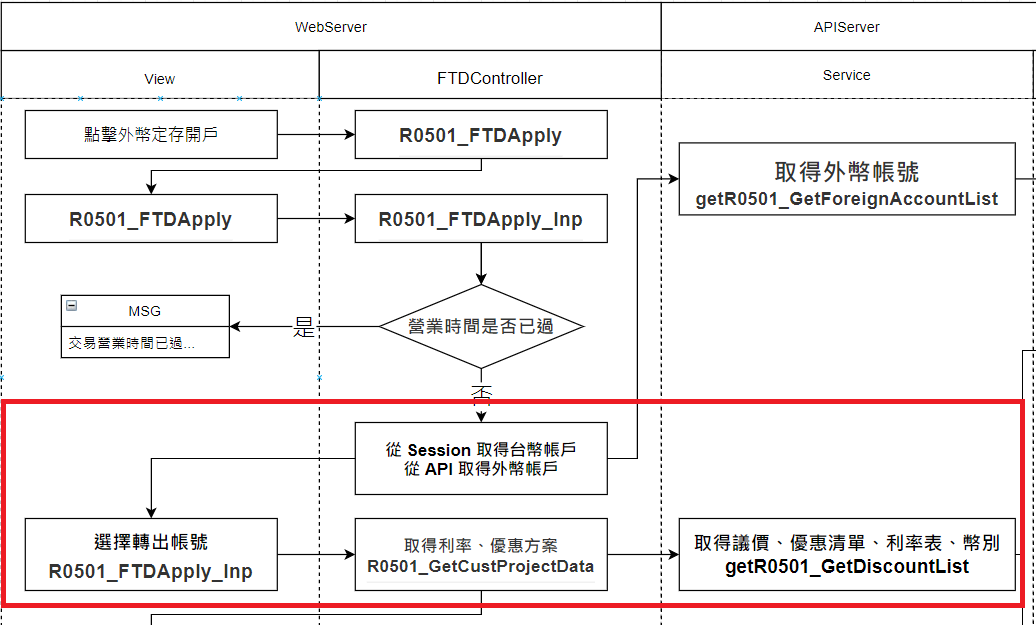 WebServer
APIServer
View
FTDController
Service
點擊外幣定存開戶
R0501_FTDApply
取得外幣帳號
getR0501_GetForeignAccountList
R0501_FTDApply
R0501_FTDApply_Inp
MSG
交易營業時間已過...
是
營業時間是否已過
否
從 Session 取得台幣帳戶
從 API 取得外幣帳戶
選擇轉出帳號
R0501_FTDApply_Inp
取得利率、優惠方案
R0501_GetCustProjectData
取得議價、優惠清單、利率表、幣別
getR0501_GetDiscountList